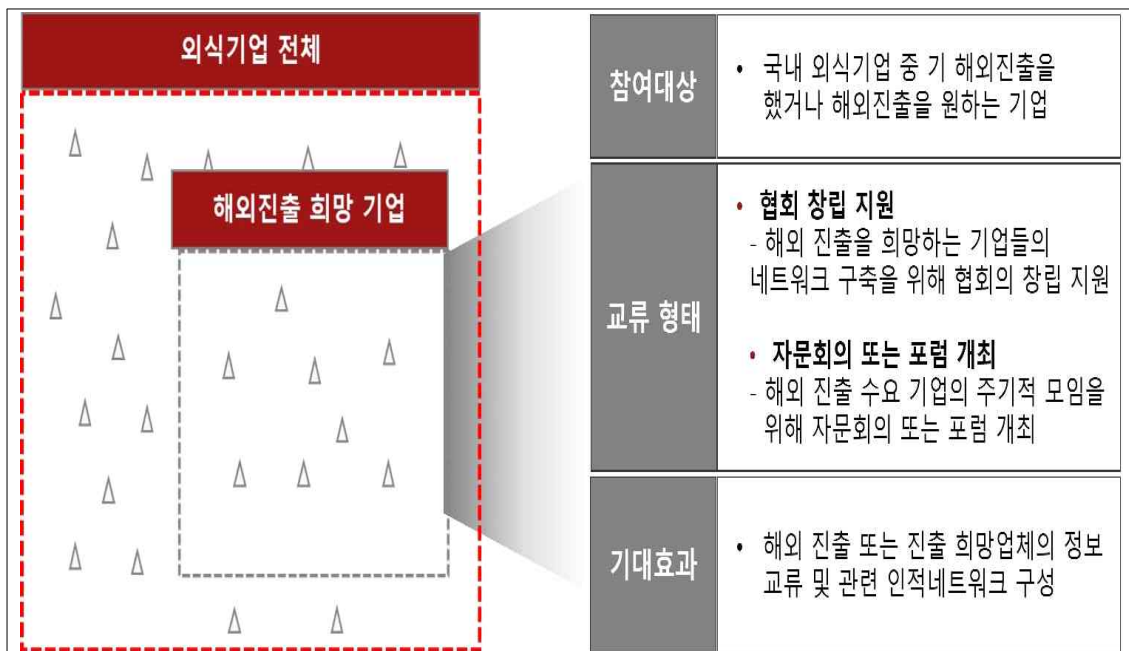 외식기업 전체
해외진출 희망 기업
참여대상
• 국내 외식기업 중 기 해외진출을
했거나 해외진출을 원하는 기업
교류 형태
• 협회 창립 지원
- 해외 진출을 희망하는 기업들의
네트워크 구축을 위해 협회의 창립 지원
• 자문회의 또는 포럼 개최
- 해외 진출 수요 기업의 주기적 모임을
위해 자문회의 또는 포럼 개최
기대효과
• 해외 진출 또는 진출 희망업체의 정보
교류 및 관련 인적네트워크 구성